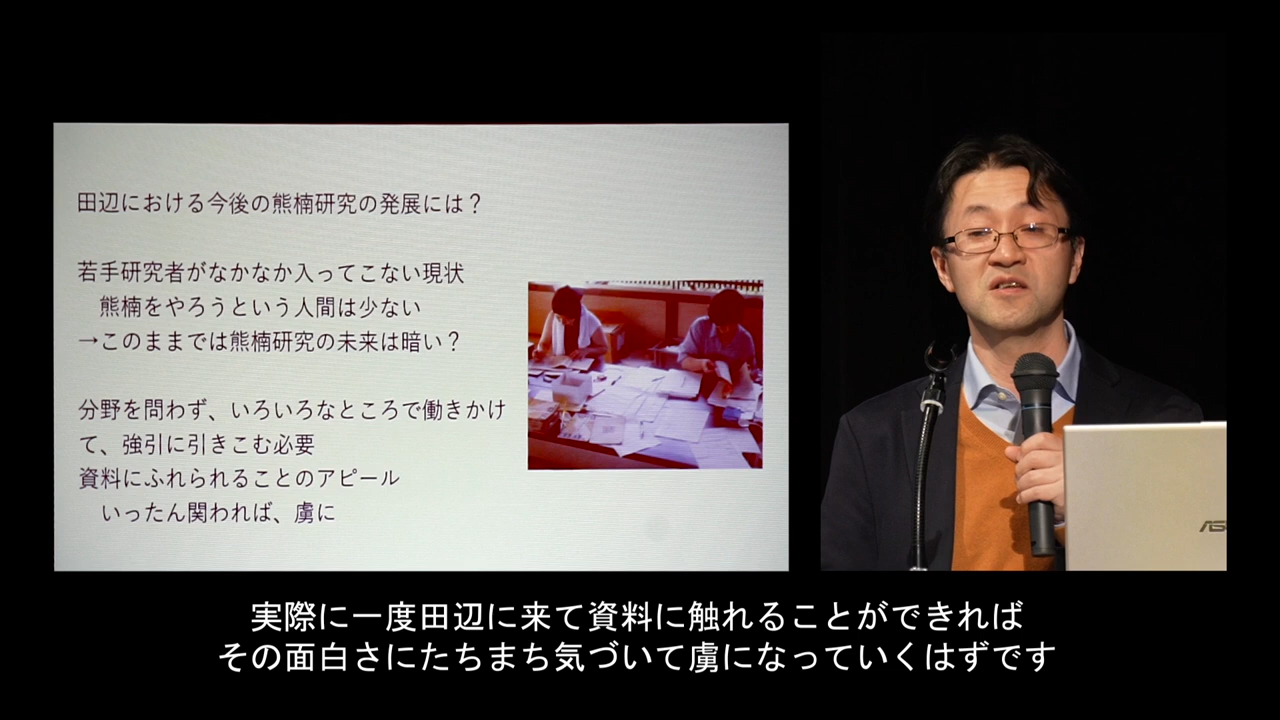 田辺における今後の熊楠研究の発展には？
若手研究者がなかなか入ってこない現状
熊楠をやろうという人間は少ない
→このままでは熊楠研究の未来は暗い？
分野を問わず、いろいろなところで働きかけ
て、強引に引きこむ必要
資料にふれられることのアピール
いったん関われば、虜に
実際に一度田辺に来て資料に触れることができれば
その面白さにたちまち気づいて虜になっていくはずです